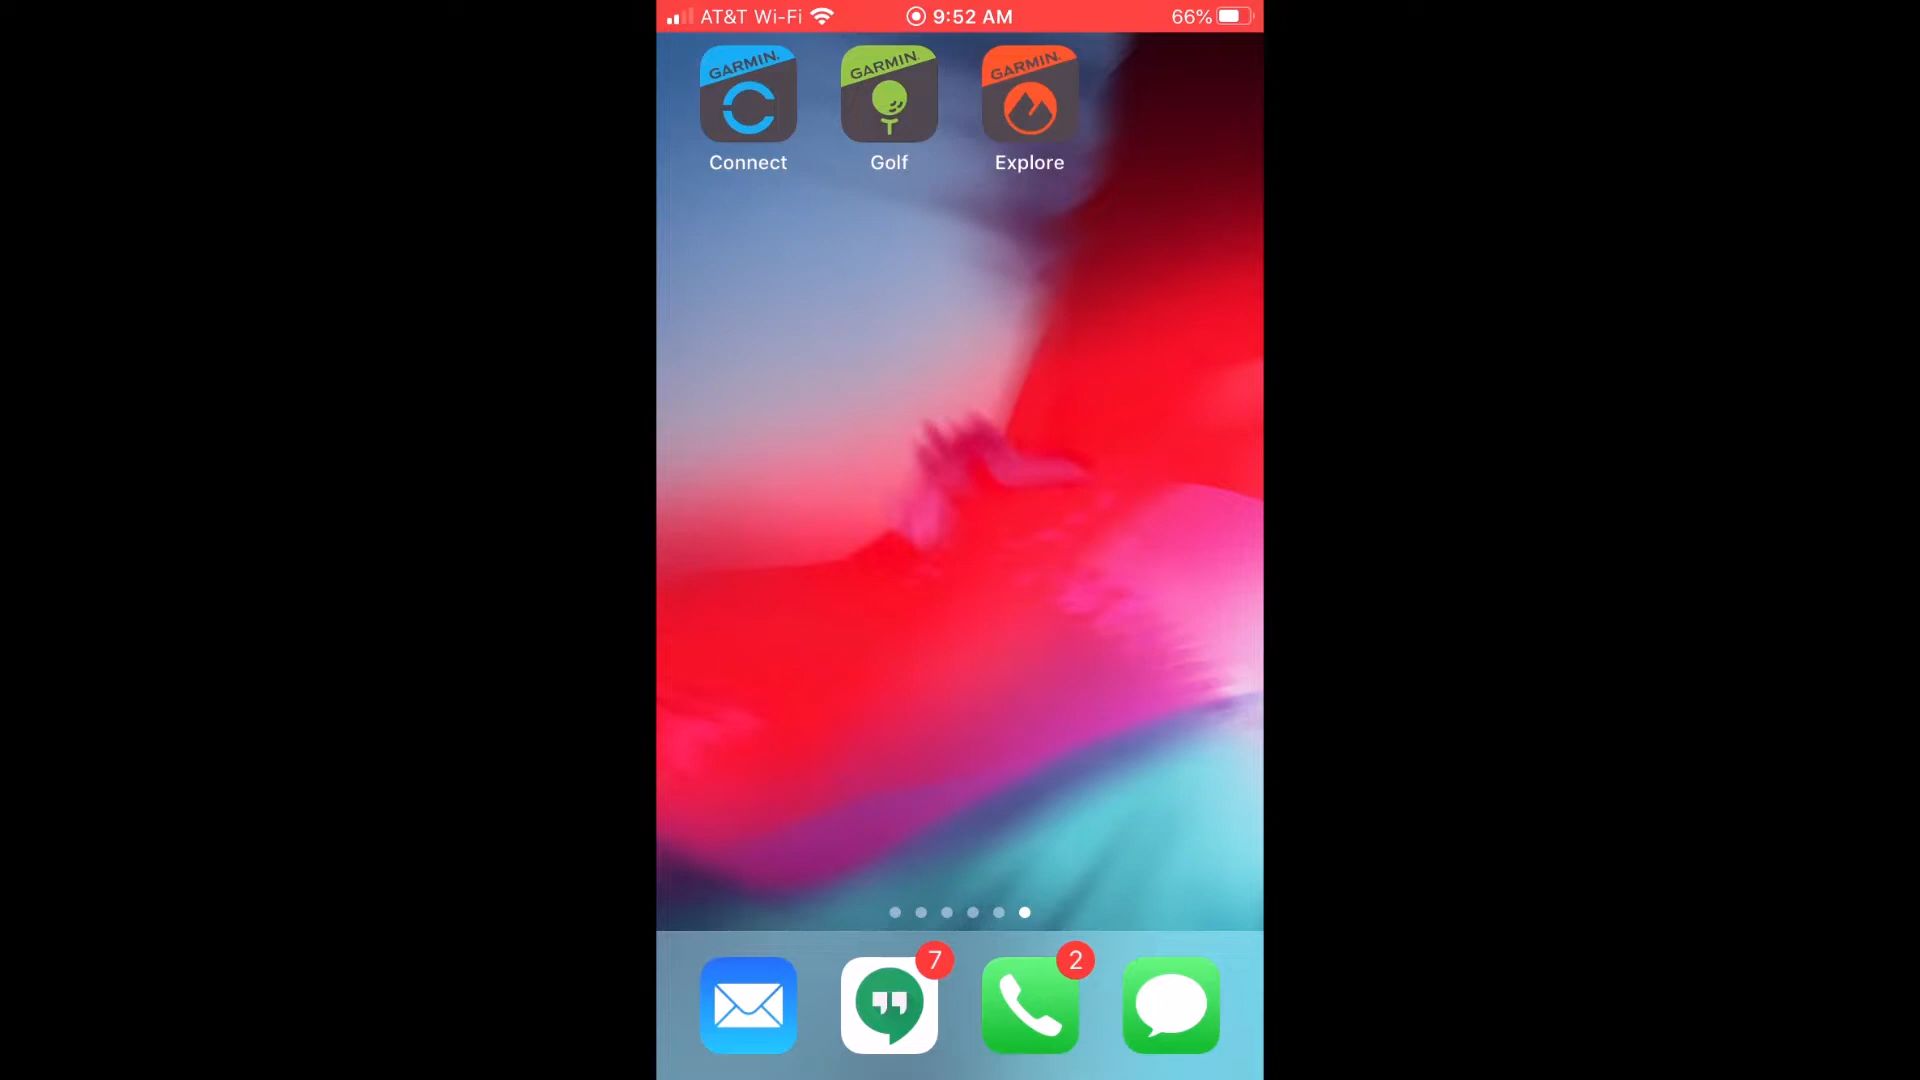 AT&T Wi-Fi 9:52 AM 66%
GARMIN. GARMIN. GARMIN.
Connect Golf Explore
7 2